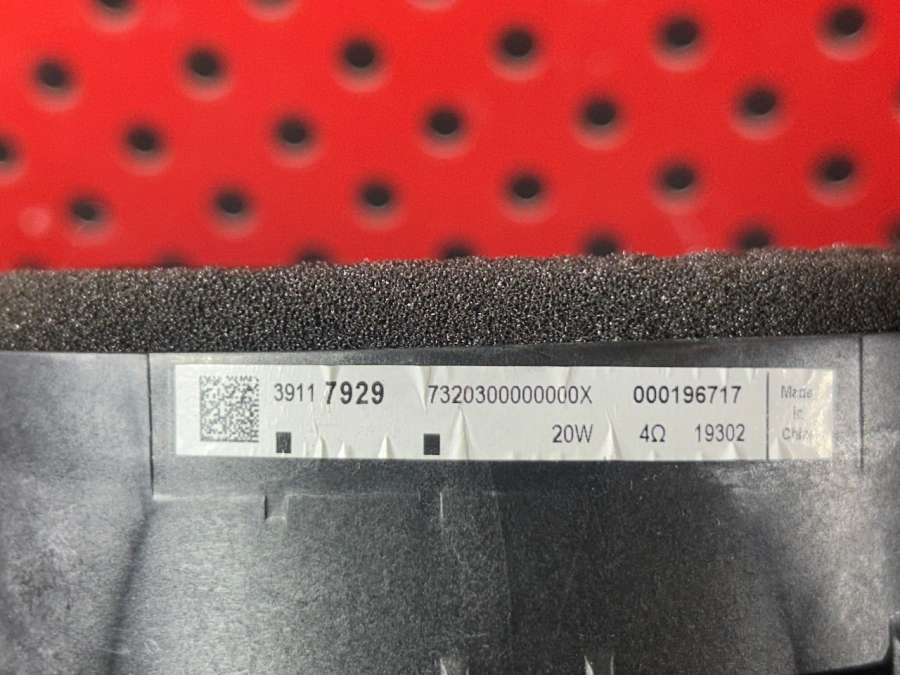 3911 7929 7320300000000X 000196717
20W 4Ω 19302
Made
in
China